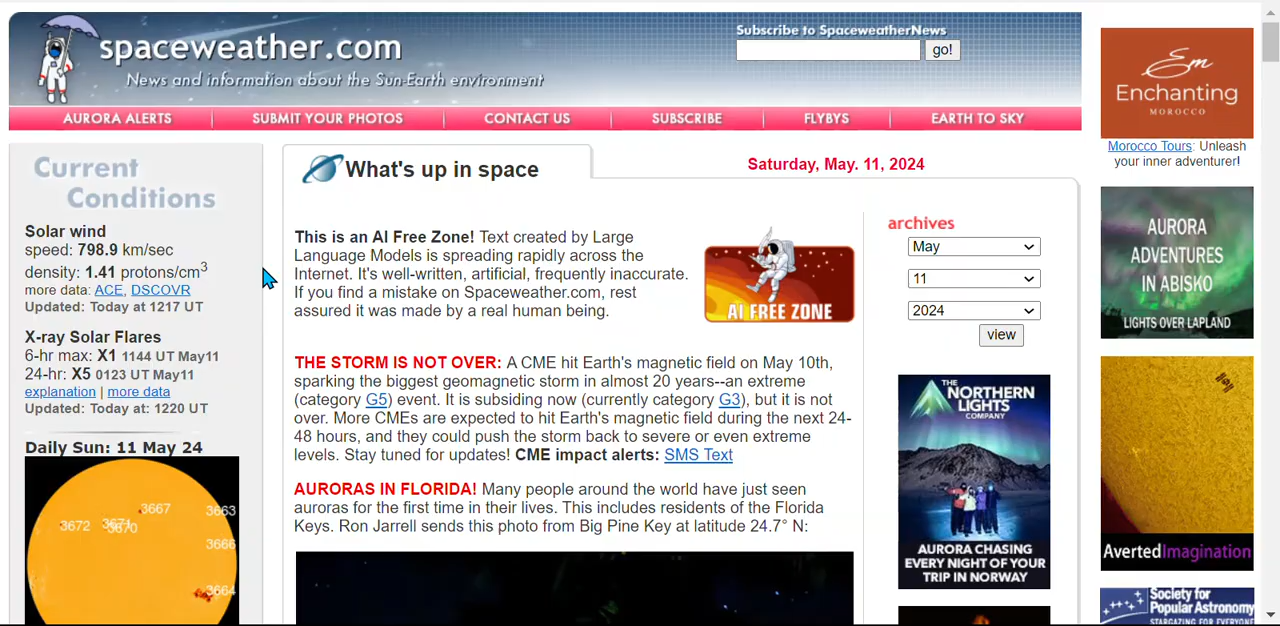 spaceweather.com
News and information about the Sun-Earth environment
Subscribe to SpaceweatherNews
go!
AURORA ALERTS
SUBMIT YOUR PHOTOS
CONTACT US
SUBSCRIBE
FLYBYS
EARTH TO SKY
Current
Conditions
Solar wind
speed: 798.9 km/sec
density: 1.41 protons/cm3
more data: ACE, DSCOVR
Updated: Today at 1217 UT
X-ray Solar Flares
6-hr max: X1 1144 UT May11
24-hr: X5 0123 UT May11
explanation | more data
Updated: Today at: 1220 UT
Daily Sun: 11 May 24
3667
3663
3672
3671
3670
3666
3664
What's up in space
Saturday, May. 11, 2024
This is an AI Free Zone! Text created by Large
Language Models is spreading rapidly across the
Internet. It's well-written, artificial, frequently inaccurate.
If you find a mistake on Spaceweather.com, rest
assured it was made by a real human being.
AI FREE ZONE
THE STORM IS NOT OVER: A CME hit Earth's magnetic field on May 10th,
sparking the biggest geomagnetic storm in almost 20 years--an extreme
(category G5) event. It is subsiding now (currently category G3), but it is not
over. More CMEs are expected to hit Earth's magnetic field during the next 24-
48 hours, and they could push the storm back to severe or even extreme
levels. Stay tuned for updates! CME impact alerts: SMS Text
AURORAS IN FLORIDA! Many people around the world have just seen
auroras for the first time in their lives. This includes residents of the Florida
Keys. Ron Jarrell sends this photo from Big Pine Key at latitude 24.7° N:
archives
May
11
2024
view
THE
NORTHERN
LIGHTS
COMPANY
AURORA CHASING
EVERY NIGHT OF YOUR
TRIP IN NORWAY
Em
Enchanting
MOROCCO
Morocco Tours: Unleash
your inner adventurer!
AURORA
ADVENTURES
IN ABISKO
LIGHTS OVER LAPLAND
AvertedImagination
Society for
Popular Astronomy
STARGAZING FOR EVERYONE